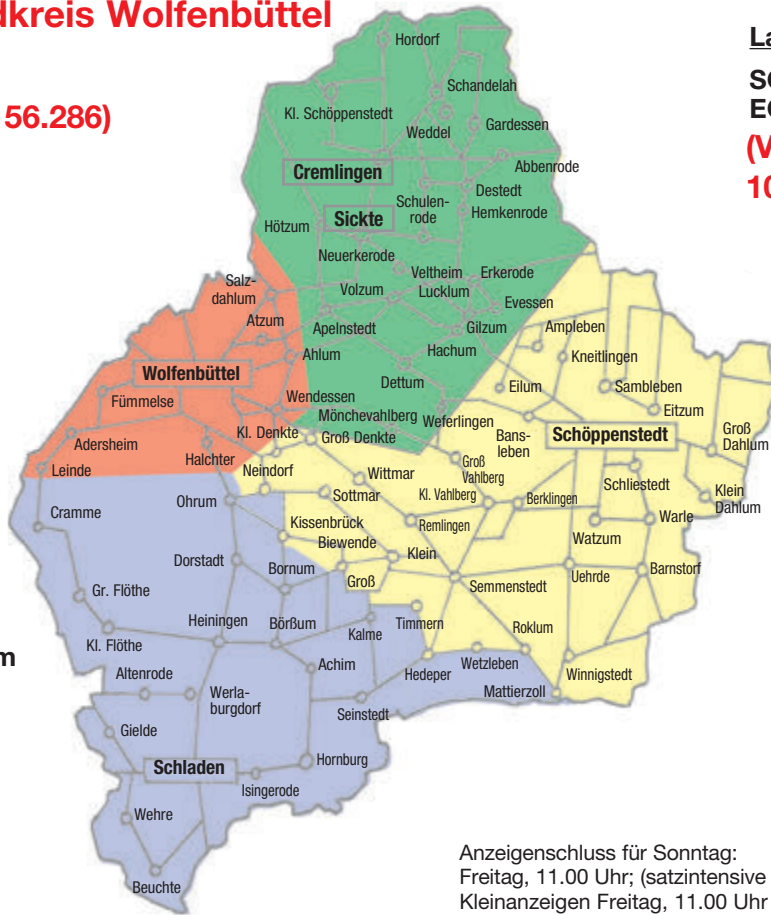 dkreis Wolfenbüttel
56.286)
La
SC
EC
(V
10
Hordorf
Schandelah
Kl. Schöppenstedt
Weddel
Gardessen
Abbenrode
Cremlingen
Destedt
Schulen-
rode
Hemkenrode
Sickte
Hötzum
Neuerkerode
Veltheim
Erkerode
Lucklum
Salz-
dahlum
Volzum
Evessen
Atzum
Apelnstedt
Gilzum
Ampleben
Ahlum
Hachum
Kneitlingen
Wolfenbüttel
Dettum
Eilum
Sambleben
Fümmelse
Wendessen
Mönchevahlberg
Weferlingen
Eitzum
Adersheim
Kl. Denkte
Groß Denkte
Bans-
leben
Schöppenstedt
Groß
Dahlum
Leinde
Halchter
Neindorf
Wittmar
Groß
Vahlberg
Schliestedt
Klein
Dahlum
Cramme
Ohrum
Sottmar
Kl. Vahlberg
Berklingen
Kissenbrück
Remlingen
Watzum
Warle
Biewende
Dorstadt
Bornum
Klein
Groß
Semmenstedt
Uehrde
Barnstorf
Gr. Flöthe
Heiningen
Börßum
Kalme
Timmern
Roklum
Kl. Flöthe
m
Achim
Hedeper
Wetzleben
Winnigstedt
Altenrode
Werla-
burgdorf
Mattierzoll
Seinstedt
Gielde
Schladen
Hornburg
Isingerode
Wehre
Beuchte
Anzeigenschluss für Sonntag:
Freitag, 11.00 Uhr; (satzintensive
Kleinanzeigen Freitag, 11.00 Uhr